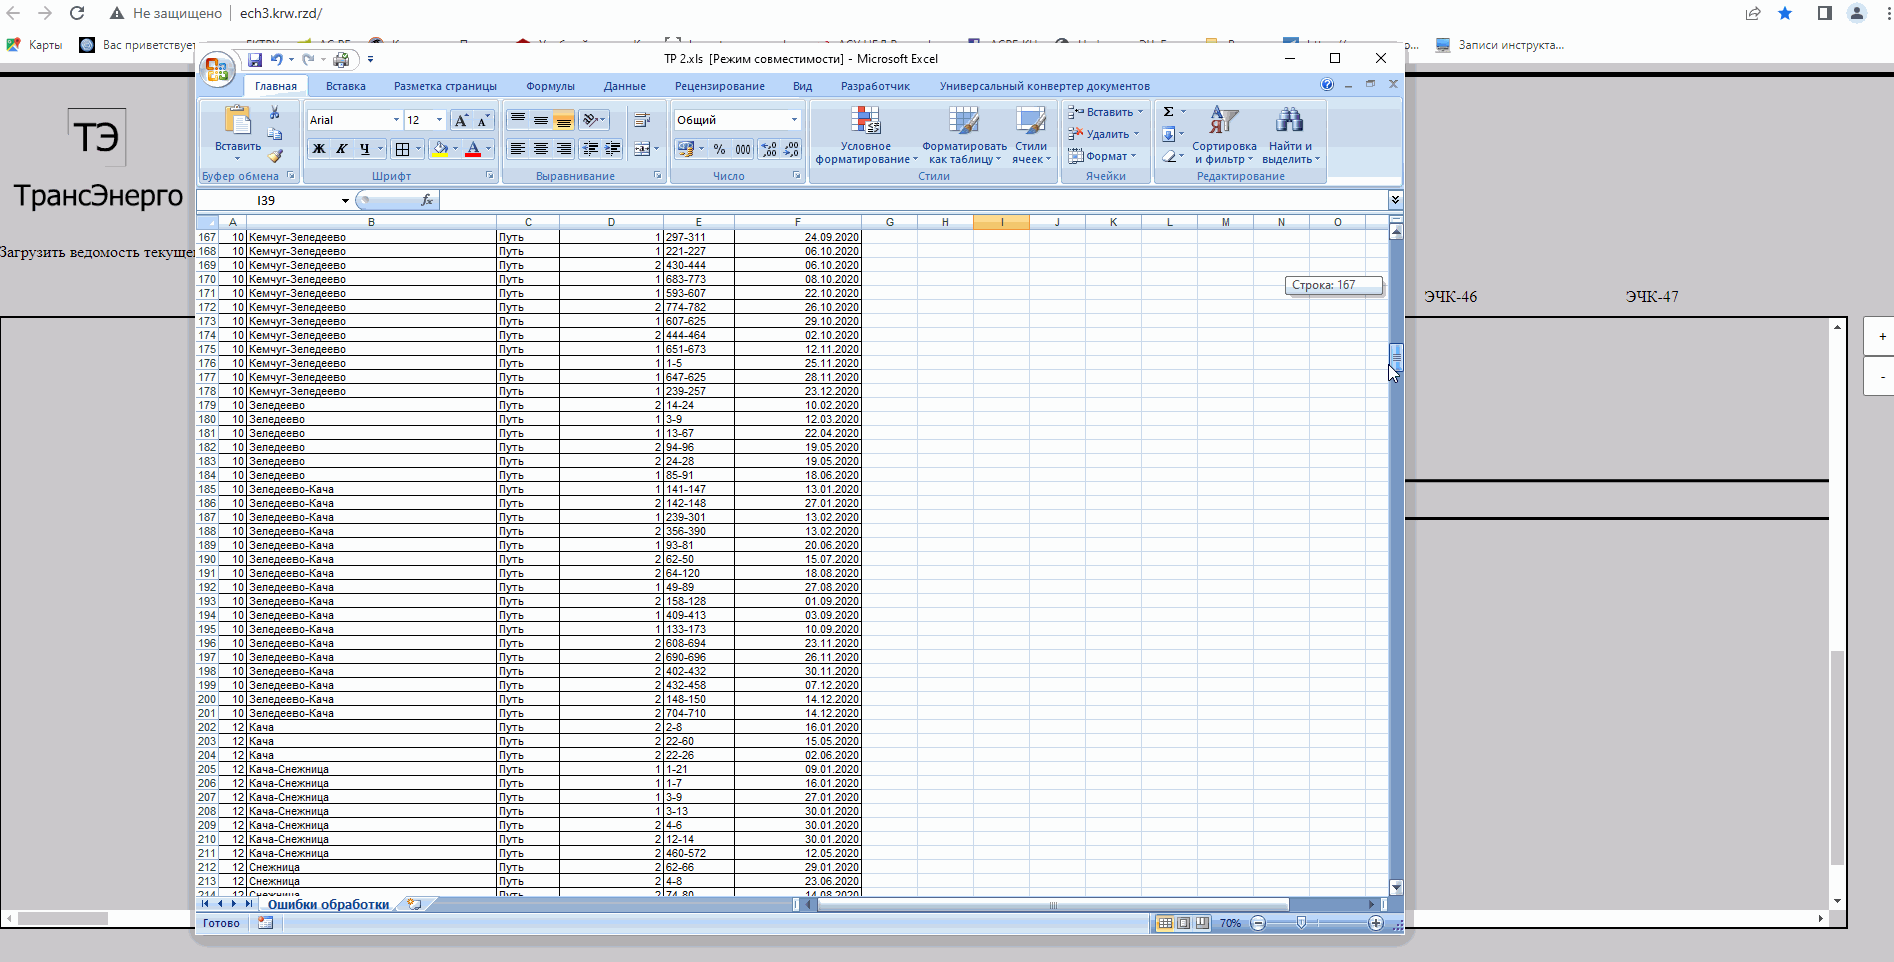 Не защищено ech3.krw.rzd/
Карты
Вас приветствует
Записи инструкта...
TP 2.xls [Режим совместимости] - Microsoft Excel
Главная Вставка Разметка страницы Формулы Данные Рецензирование Вид Разработчик Универсальный конвертер документов
Вставить
Буфер обмена
Arial 12
Ж К Ч
Шрифт
Выравнивание
Общий
% 000
Число
Условное форматирование
Форматировать как таблицу
Стили ячеек
Стили
Вставить
Удалить
Формат
Ячейки
Σ
Сортировка и фильтр
Найти и выделить
Редактирование
I39 fx
ТЭ
ТрансЭнерго
Загрузить ведомость текуще
ЭЧК-46 ЭЧК-47
+
-
Строка: 167
A B C D E F G H I J K L M N O
167 10 Кемчуг-Зеледеево Путь 1 297-311 24.09.2020
168 10 Кемчуг-Зеледеево Путь 1 221-227 06.10.2020
169 10 Кемчуг-Зеледеево Путь 2 430-444 06.10.2020
170 10 Кемчуг-Зеледеево Путь 1 683-773 08.10.2020
171 10 Кемчуг-Зеледеево Путь 1 593-607 22.10.2020
172 10 Кемчуг-Зеледеево Путь 2 774-782 26.10.2020
173 10 Кемчуг-Зеледеево Путь 1 607-625 29.10.2020
174 10 Кемчуг-Зеледеево Путь 2 444-464 02.10.2020
175 10 Кемчуг-Зеледеево Путь 1 651-673 12.11.2020
176 10 Кемчуг-Зеледеево Путь 1 1-5 25.11.2020
177 10 Кемчуг-Зеледеево Путь 1 647-625 28.11.2020
178 10 Кемчуг-Зеледеево Путь 1 239-257 23.12.2020
179 10 Зеледеево Путь 2 14-24 10.02.2020
180 10 Зеледеево Путь 1 3-9 12.03.2020
181 10 Зеледеево Путь 1 13-67 22.04.2020
182 10 Зеледеево Путь 2 94-96 19.05.2020
183 10 Зеледеево Путь 2 24-28 19.05.2020
184 10 Зеледеево Путь 1 85-91 18.06.2020
185 10 Зеледеево-Кача Путь 1 141-147 13.01.2020
186 10 Зеледеево-Кача Путь 2 142-148 27.01.2020
187 10 Зеледеево-Кача Путь 1 239-301 13.02.2020
188 10 Зеледеево-Кача Путь 2 356-390 13.02.2020
189 10 Зеледеево-Кача Путь 1 93-81 20.06.2020
190 10 Зеледеево-Кача Путь 2 62-50 15.07.2020
191 10 Зеледеево-Кача Путь 2 64-120 18.08.2020
192 10 Зеледеево-Кача Путь 1 49-89 27.08.2020
193 10 Зеледеево-Кача Путь 2 158-128 01.09.2020
194 10 Зеледеево-Кача Путь 1 409-413 03.09.2020
195 10 Зеледеево-Кача Путь 1 133-173 10.09.2020
196 10 Зеледеево-Кача Путь 2 608-694 23.11.2020
197 10 Зеледеево-Кача Путь 2 690-696 26.11.2020
198 10 Зеледеево-Кача Путь 2 402-432 30.11.2020
199 10 Зеледеево-Кача Путь 2 432-458 07.12.2020
200 10 Зеледеево-Кача Путь 2 148-150 14.12.2020
201 10 Зеледеево-Кача Путь 2 704-710 14.12.2020
202 12 Кача Путь 2 2-8 16.01.2020
203 12 Кача Путь 2 22-60 15.05.2020
204 12 Кача Путь 2 22-26 02.06.2020
205 12 Кача-Снежница Путь 1 1-21 09.01.2020
206 12 Кача-Снежница Путь 1 1-7 16.01.2020
207 12 Кача-Снежница Путь 1 3-9 27.01.2020
208 12 Кача-Снежница Путь 1 3-13 30.01.2020
209 12 Кача-Снежница Путь 2 4-6 30.01.2020
210 12 Кача-Снежница Путь 2 12-14 30.01.2020
211 12 Кача-Снежница Путь 2 460-572 12.05.2020
212 12 Снежница Путь 2 62-66 29.01.2020
213 12 Снежница Путь 2 4-8 23.06.2020
214 12 Снежница Путь 2 74-80 14.08.2020
Ошибки обработки
Готово 70%